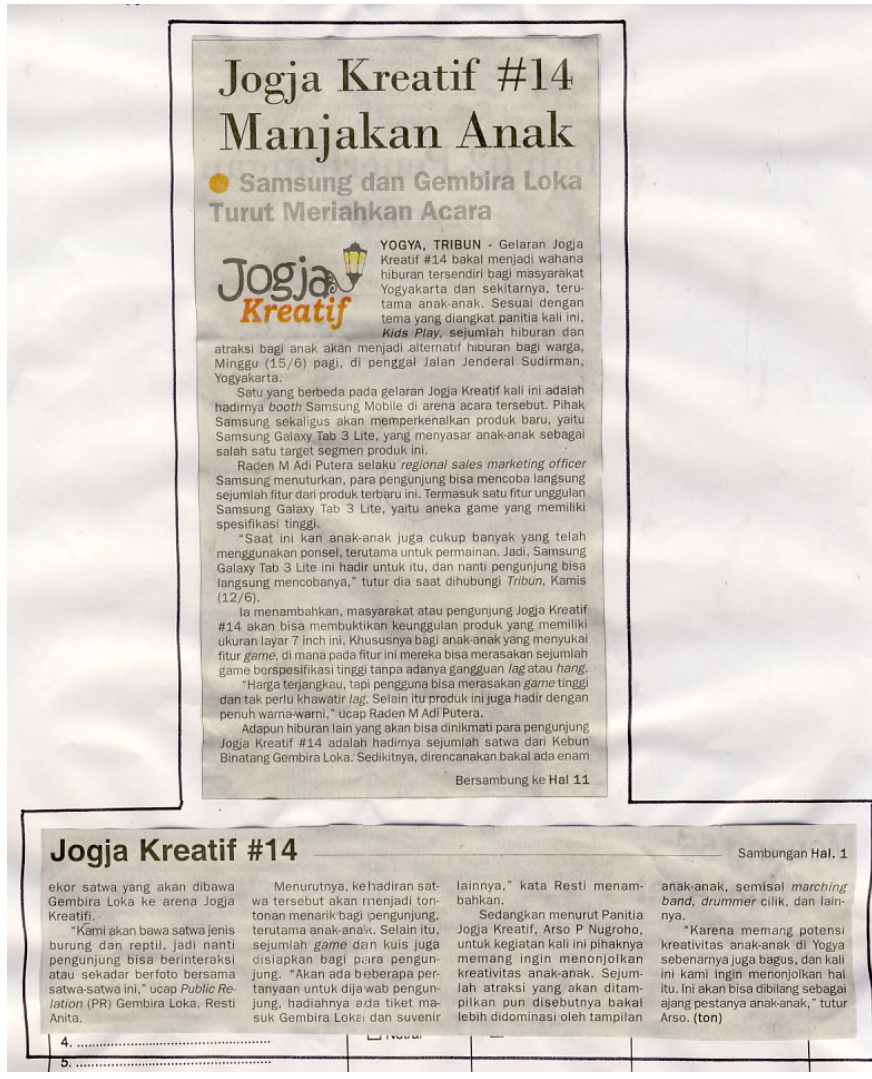 Jogja Kreatif #14
Manjakan Anak
Samsung dan Gembira Loka
Turut Meriahkan Acara
Jogja
Kreatif
YOGYA, TRIBUN - Gelaran Jogja
Kreatif #14 bakal menjadi wahana
hiburan tersendiri bagi masyarakat
Yogyakarta dan sekitarnya, teru-
tama anak-anak. Sesuai dengan
tema yang diangkat panitia kali ini,
Kids Play, sejumlah hiburan dan
atraksi bagi anak akan menjadi alternatif hiburan bagi warga,
Minggu (15/6) pagi, di penggal Jalan Jenderal Sudirman,
Yogyakarta.
Satu yang berbeda pada gelaran Jogja Kreatif kali ini adalah
hadirnya booth Samsung Mobile di arena acara tersebut. Pihak
Samsung sekaligus akan memperkenalkan produk baru, yaitu
Samsung Galaxy Tab 3 Lite, yang menyasar anak-anak sebagai
salah satu target segmen produk ini.
Raden M Adi Putera selaku regional sales marketing officer
Samsung menuturkan, para pengunjung bisa mencoba langsung
sejumlah fitur dari produk terbaru ini. Termasuk satu fitur unggulan
Samsung Galaxy Tab 3 Lite, yaitu aneka game yang memiliki
spesifikasi tinggi.
"Saat ini kan anak-anak juga cukup banyak yang telah
menggunakan ponsel, terutama untuk permainan. Jadi, Samsung
Galaxy Tab 3 Lite ini hadir untuk itu, dan nanti pengunjung bisa
langsung mencobanya," tutur dia saat dihubungi Tribun, Kamis
(12/6).
Ia menambahkan, masyarakat atau pengunjung Jogja Kreatif
#14 akan bisa membuktikan keunggulan produk yang memiliki
ukuran layar 7 inch ini. Khususnya bagi anak-anak yang menyukai
fitur game, di mana pada fitur ini mereka bisa merasakan sejumlah
game berspesifikasi tinggi tanpa adanya gangguan lag atau hang.
"Harga terjangkau, tapi pengguna bisa merasakan game tinggi
dan tak perlu khawatir lag. Selain itu produk ini juga hadir dengan
penuh warna-warni," ucap Raden M Adi Putera.
Adapun hiburan lain yang akan bisa dinikmati para pengunjung
Jogja Kreatif #14 adalah hadirnya sejumlah satwa dari Kebun
Binatang Gembira Loka. Sedikitnya, direncanakan bakal ada enam
Bersambung ke Hal 11
Jogja Kreatif #14
Sambungan Hal. 1
ekor satwa yang akan dibawa
Gembira Loka ke arena Jogja
Kreatifi.
"Kami akan bawa satwa jenis
burung dan reptil, jadi nanti
pengunjung bisa berinteraksi
atau sekadar berfoto bersama
satwa-satwa ini," ucap Public Re-
lation (PR) Gembira Loka, Resti
Anita.
Menurutnya, kehadiran sat-
wa tersebut akan menjadi ton-
tonan menarik bagi pengunjung,
terutama anak-anak. Selain itu,
sejumlah game dan kuis juga
disiapkan bagi para pengun-
jung. "Akan ada beberapa per-
tanyaan untuk dijawab pengun-
jung, hadiahnya ada tiket ma-
suk Gembira Loka dan suvenir
lainnya," kata Resti menam-
bahkan.
Sedangkan menurut Panitia
Jogja Kreatif, Arso P Nugroho,
untuk kegiatan kali ini pihaknya
memang ingin menonjolkan
kreativitas anak-anak. Sejum-
lah atraksi yang akan ditam-
pilkan pun disebutnya bakal
lebih didominasi oleh tampilan
anak-anak, semisal marching
band, drummer cilik, dan lain-
nya.
"Karena memang potensi
kreativitas anak-anak di Yogya
sebenarnya juga bagus, dan kali
ini kami ingin menonjolkan hal
itu. Ini akan bisa dibilang sebagai
ajang pestanya anak-anak," tutur
Arso. (ton)
4. ..........................................
5. ..........................................